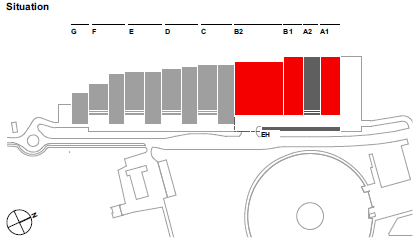 Situation
G F E D C B2 B1 A2 A1
EH
N